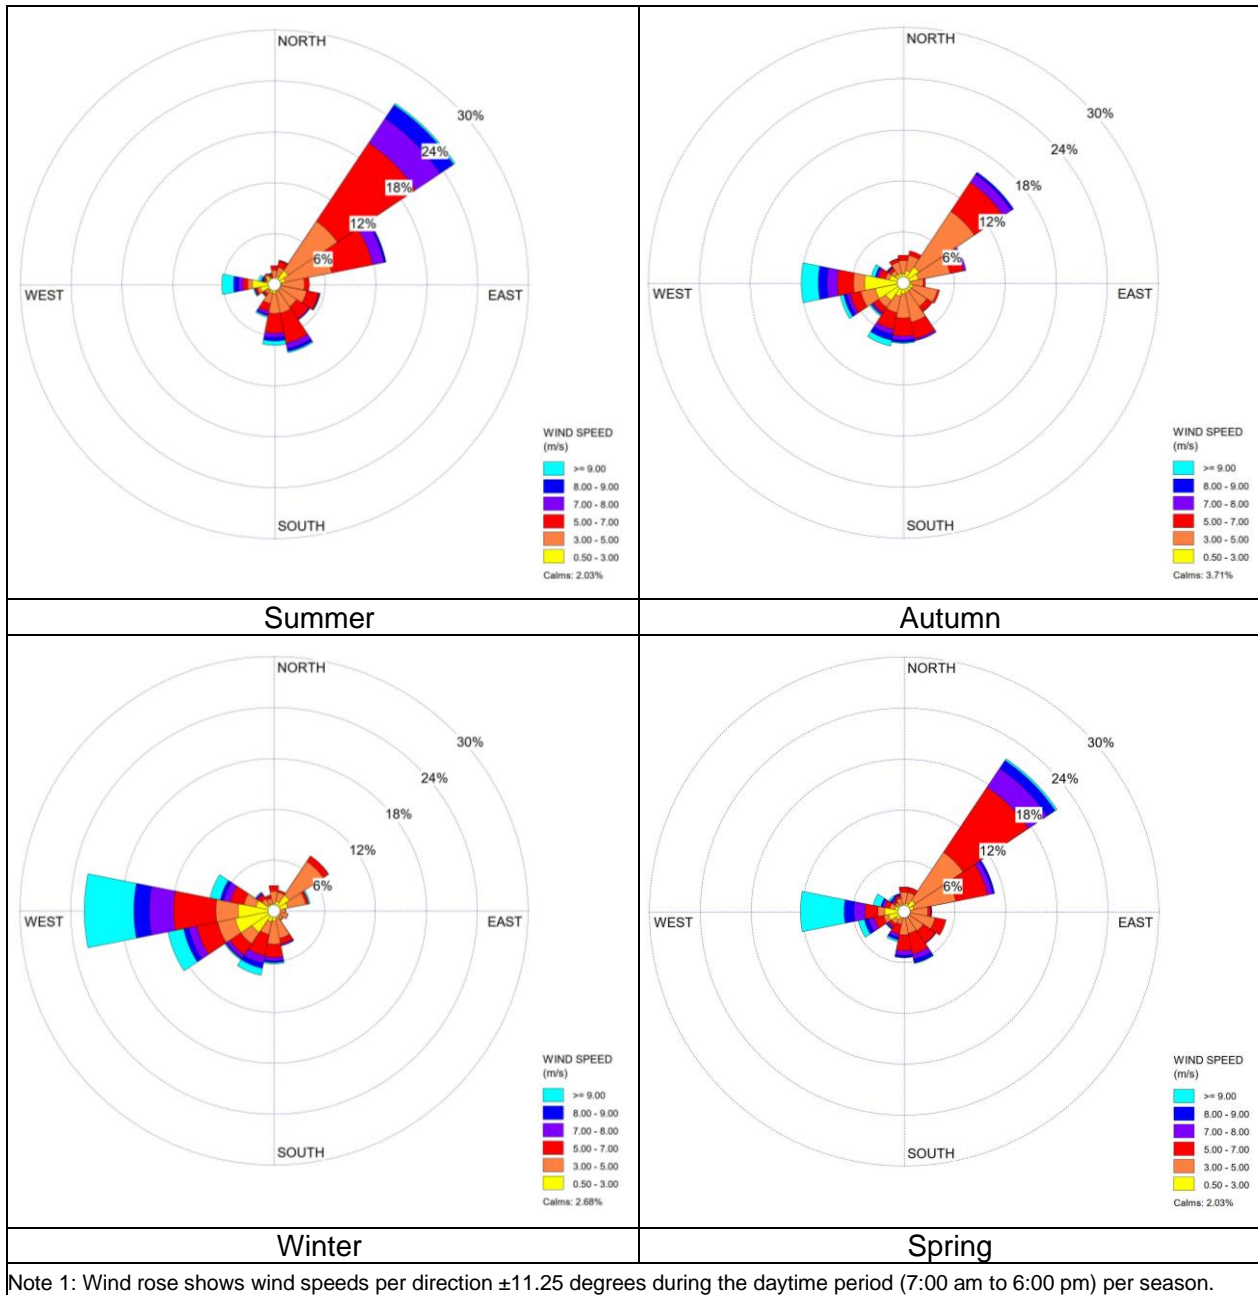 NORTH
30%
24%
18%
12%
6%
WEST
EAST
SOUTH
WIND SPEED
(m/s)
>= 9.00
8.00 - 9.00
7.00 - 8.00
5.00 - 7.00
3.00 - 5.00
0.50 - 3.00
Calms: 2.03%
Summer
NORTH
30%
24%
18%
12%
6%
WEST
EAST
SOUTH
WIND SPEED
(m/s)
>= 9.00
8.00 - 9.00
7.00 - 8.00
5.00 - 7.00
3.00 - 5.00
0.50 - 3.00
Calms: 3.71%
Autumn
NORTH
30%
24%
18%
12%
6%
WEST
EAST
SOUTH
WIND SPEED
(m/s)
>= 9.00
8.00 - 9.00
7.00 - 8.00
5.00 - 7.00
3.00 - 5.00
0.50 - 3.00
Calms: 2.68%
Winter
NORTH
30%
24%
18%
12%
6%
WEST
EAST
SOUTH
WIND SPEED
(m/s)
>= 9.00
8.00 - 9.00
7.00 - 8.00
5.00 - 7.00
3.00 - 5.00
0.50 - 3.00
Calms: 2.03%
Spring
Note 1: Wind rose shows wind speeds per direction ±11.25 degrees during the daytime period (7:00 am to 6:00 pm) per season.